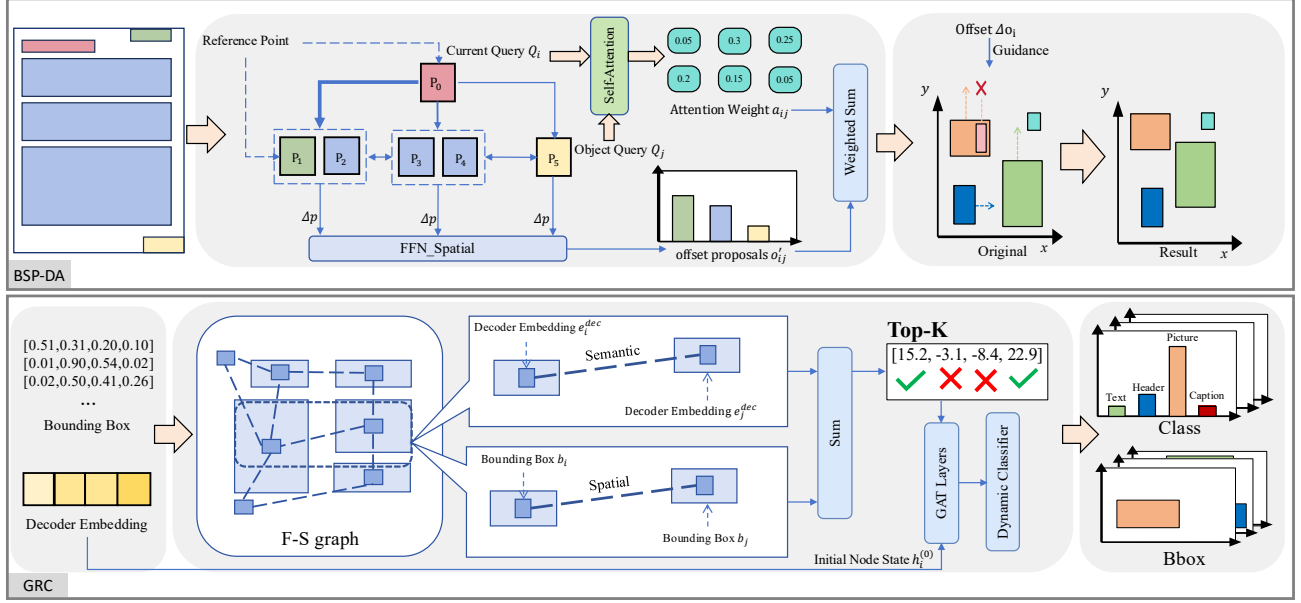 Reference Point
Current Query Q_i
P_0
P_1
P_2
P_3
P_4
P_5
Δp
Δp
Δp
FFN_Spatial
Self-Attention
Object Query Q_j
0.05
0.3
0.25
0.2
0.15
0.05
Attention Weight a_{ij}
offset proposals o'_{ij}
Weighted Sum
Offset Δo_i
Guidance
y
Original
x
y
Result
x
BSP-DA
[0.51,0.31,0.20,0.10]
[0.01,0.90,0.54,0.02]
[0.02,0.50,0.41,0.26]
...
Bounding Box
Decoder Embedding
F-S graph
Decoder Embedding e_i^{dec}
Semantic
Decoder Embedding e_j^{dec}
Bounding Box b_i
Spatial
Bounding Box b_j
Sum
Top-K
[15.2, -3.1, -8.4, 22.9]
GAT Layers
Dynamic Classifier
Initial Node State h_i^{(0)}
Picture
Text
Header
Caption
Class
Bbox
GRC